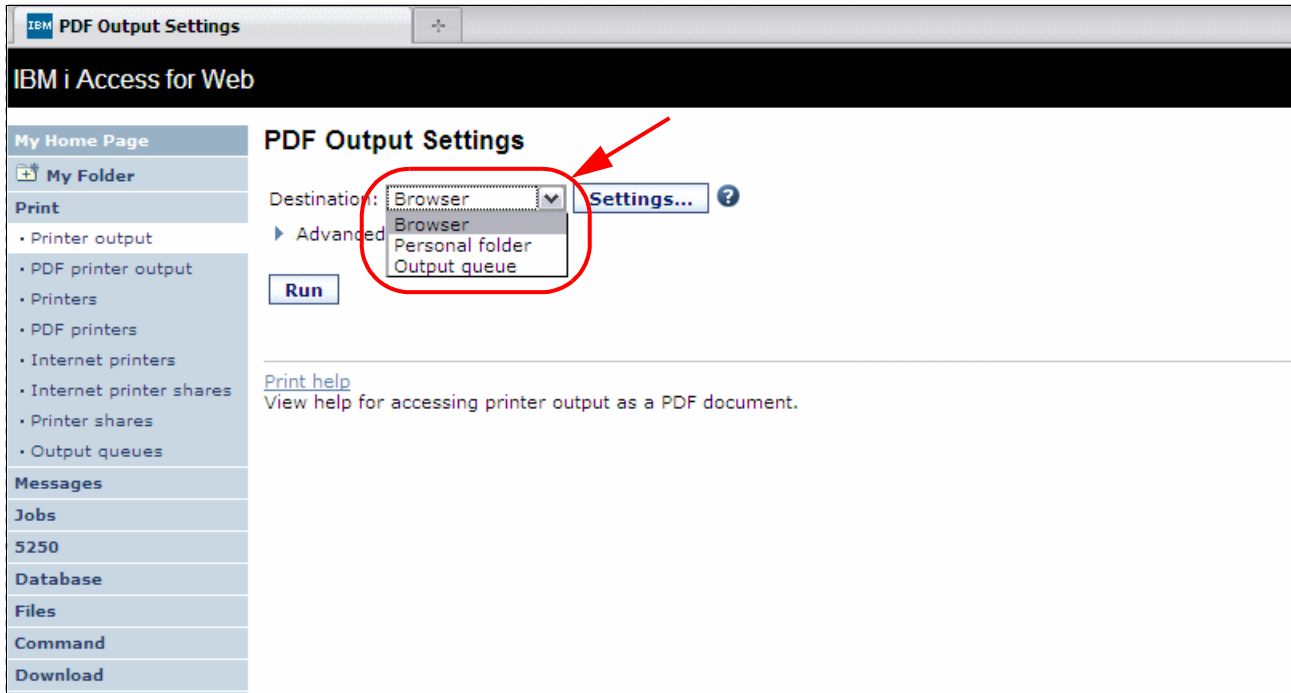 IBM PDF Output Settings
IBM i Access for Web
My Home Page
My Folder
Print
• Printer output
• PDF printer output
• Printers
• PDF printers
• Internet printers
• Internet printer shares
• Printer shares
• Output queues
Messages
Jobs
5250
Database
Files
Command
Download
PDF Output Settings
Destination: Browser Settings... ?
Browser
Personal folder
Output queue
Advanced
Run
Print help
View help for accessing printer output as a PDF document.